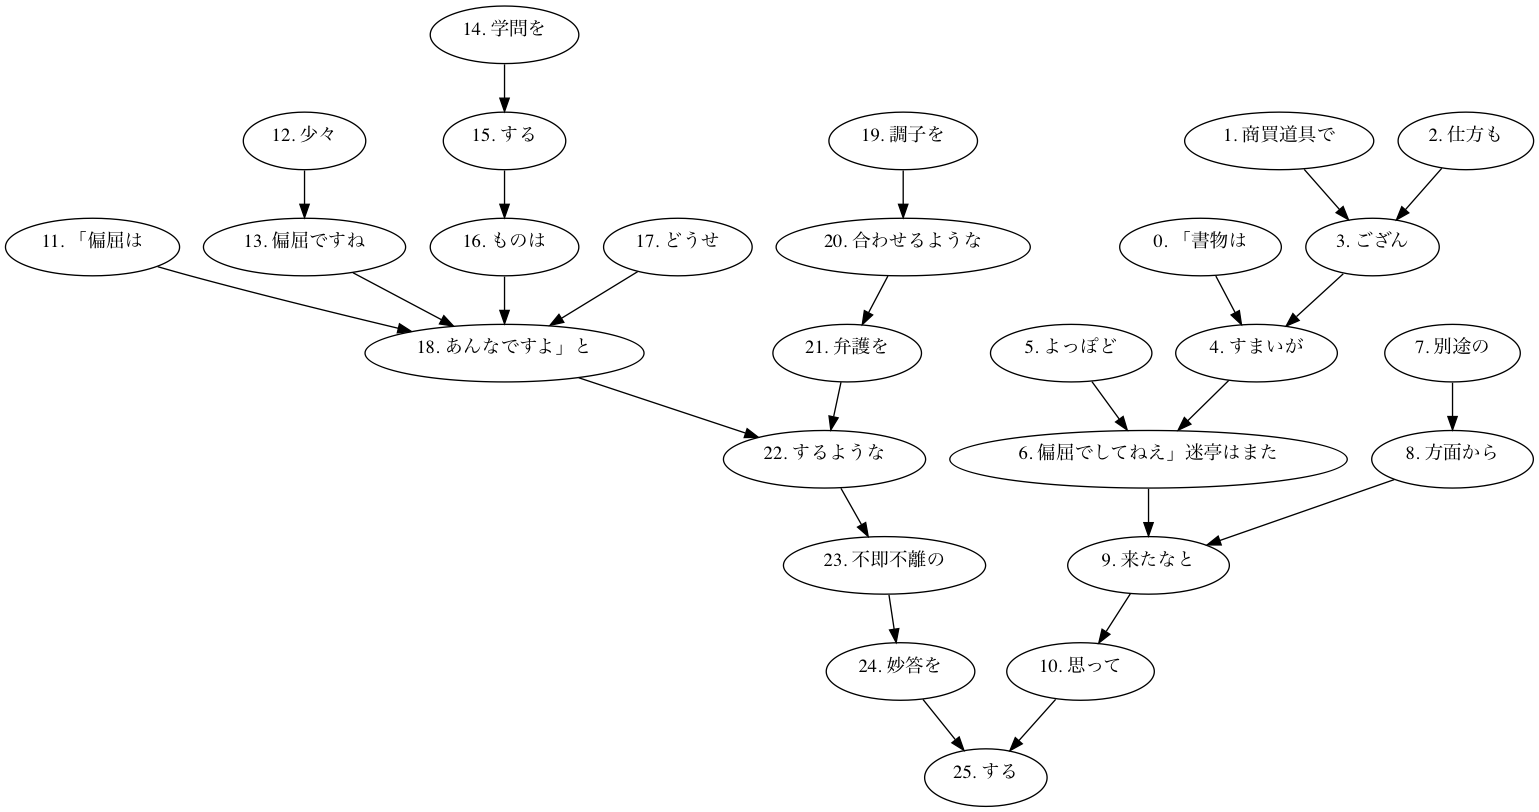 14. 学問を
12. 少々
15. する
19. 調子を
1. 商買道具で
2. 仕方も
11. 「偏屈は
13. 偏屈ですね
16. ものは
17. どうせ
20. 合わせるような
0. 「書物は
3. ござん
18. あんなですよ」と
21. 弁護を
5. よっぽど
4. すまいが
7. 別途の
22. するような
6. 偏屈でしてねえ」迷亭はまた
8. 方面から
23. 不即不離の
9. 来たなと
24. 妙答を
10. 思って
25. する